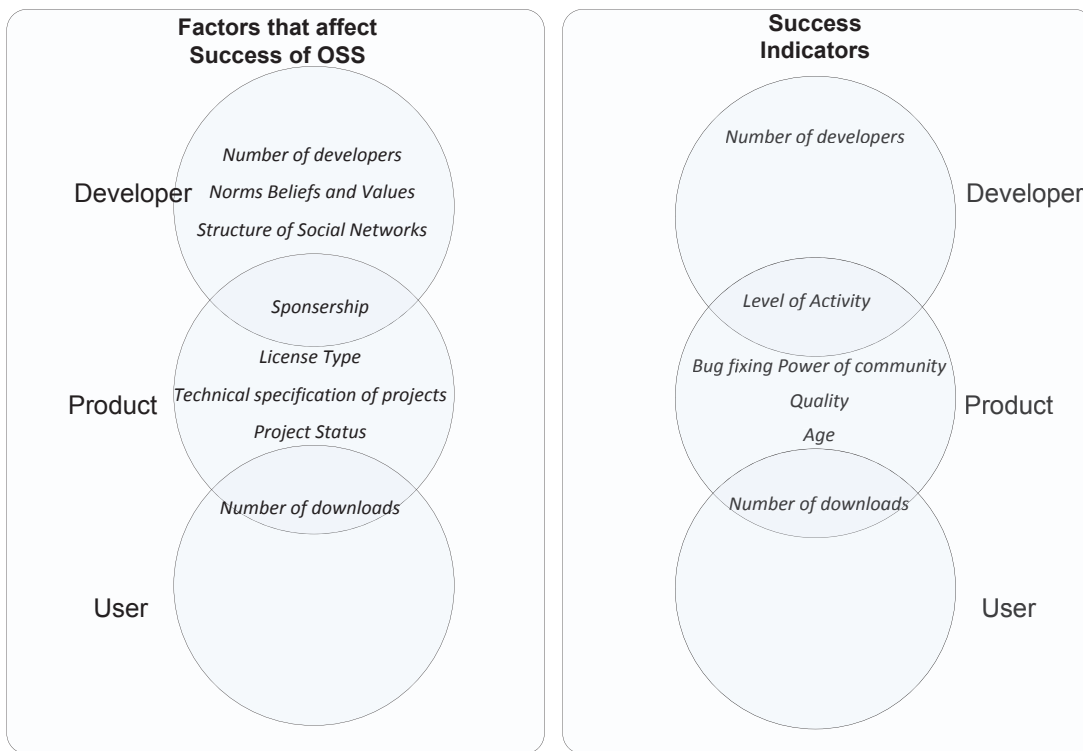 Factors that affect
Success of OSS
Number of developers
Developer
Norms Beliefs and Values
Structure of Social Networks
Sponsership
License Type
Technical specification of projects
Product
Project Status
Number of downloads
User
Success
Indicators
Number of developers
Developer
Level of Activity
Bug fixing Power of community
Quality
Product
Age
Number of downloads
User